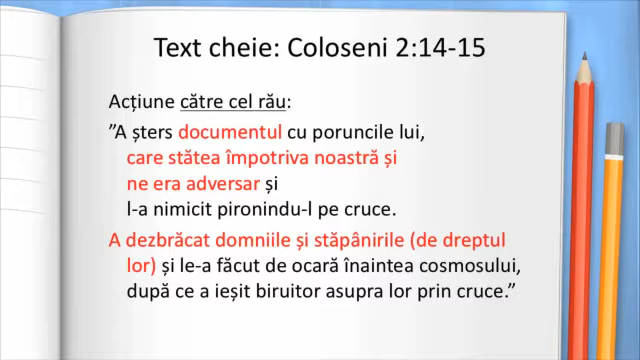 Text cheie: Coloseni 2:14-15
Acțiune către cel rău:
”A șters documentul cu poruncile lui,
care stătea împotriva noastră și
ne era adversar și
l-a nimicit pironindu-l pe cruce.
A dezbrăcat domniile și stăpânirile (de dreptul
lor) și le-a făcut de ocară înaintea cosmosului,
după ce a ieșit biruitor asupra lor prin cruce.”